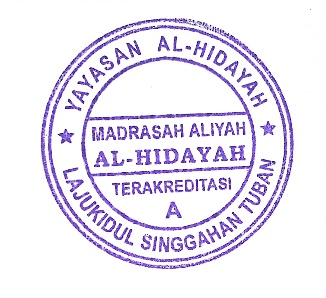 YAYASAN AL-HIDAYAH
MADRASAH ALIYAH
AL-HIDAYAH
TERAKREDITASI
A
LAJUKIDUL SINGGAHAN TUBAN